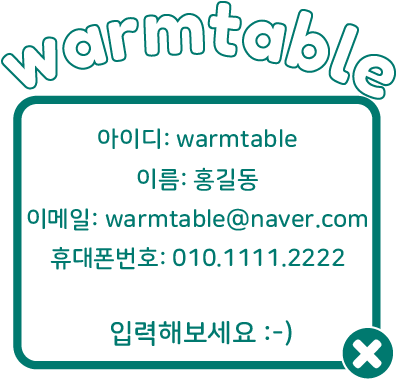 warmtable
아이디: warmtable
이름: 홍길동
이메일: warmtable@naver.com
휴대폰번호: 010.1111.2222
입력해보세요 :-)